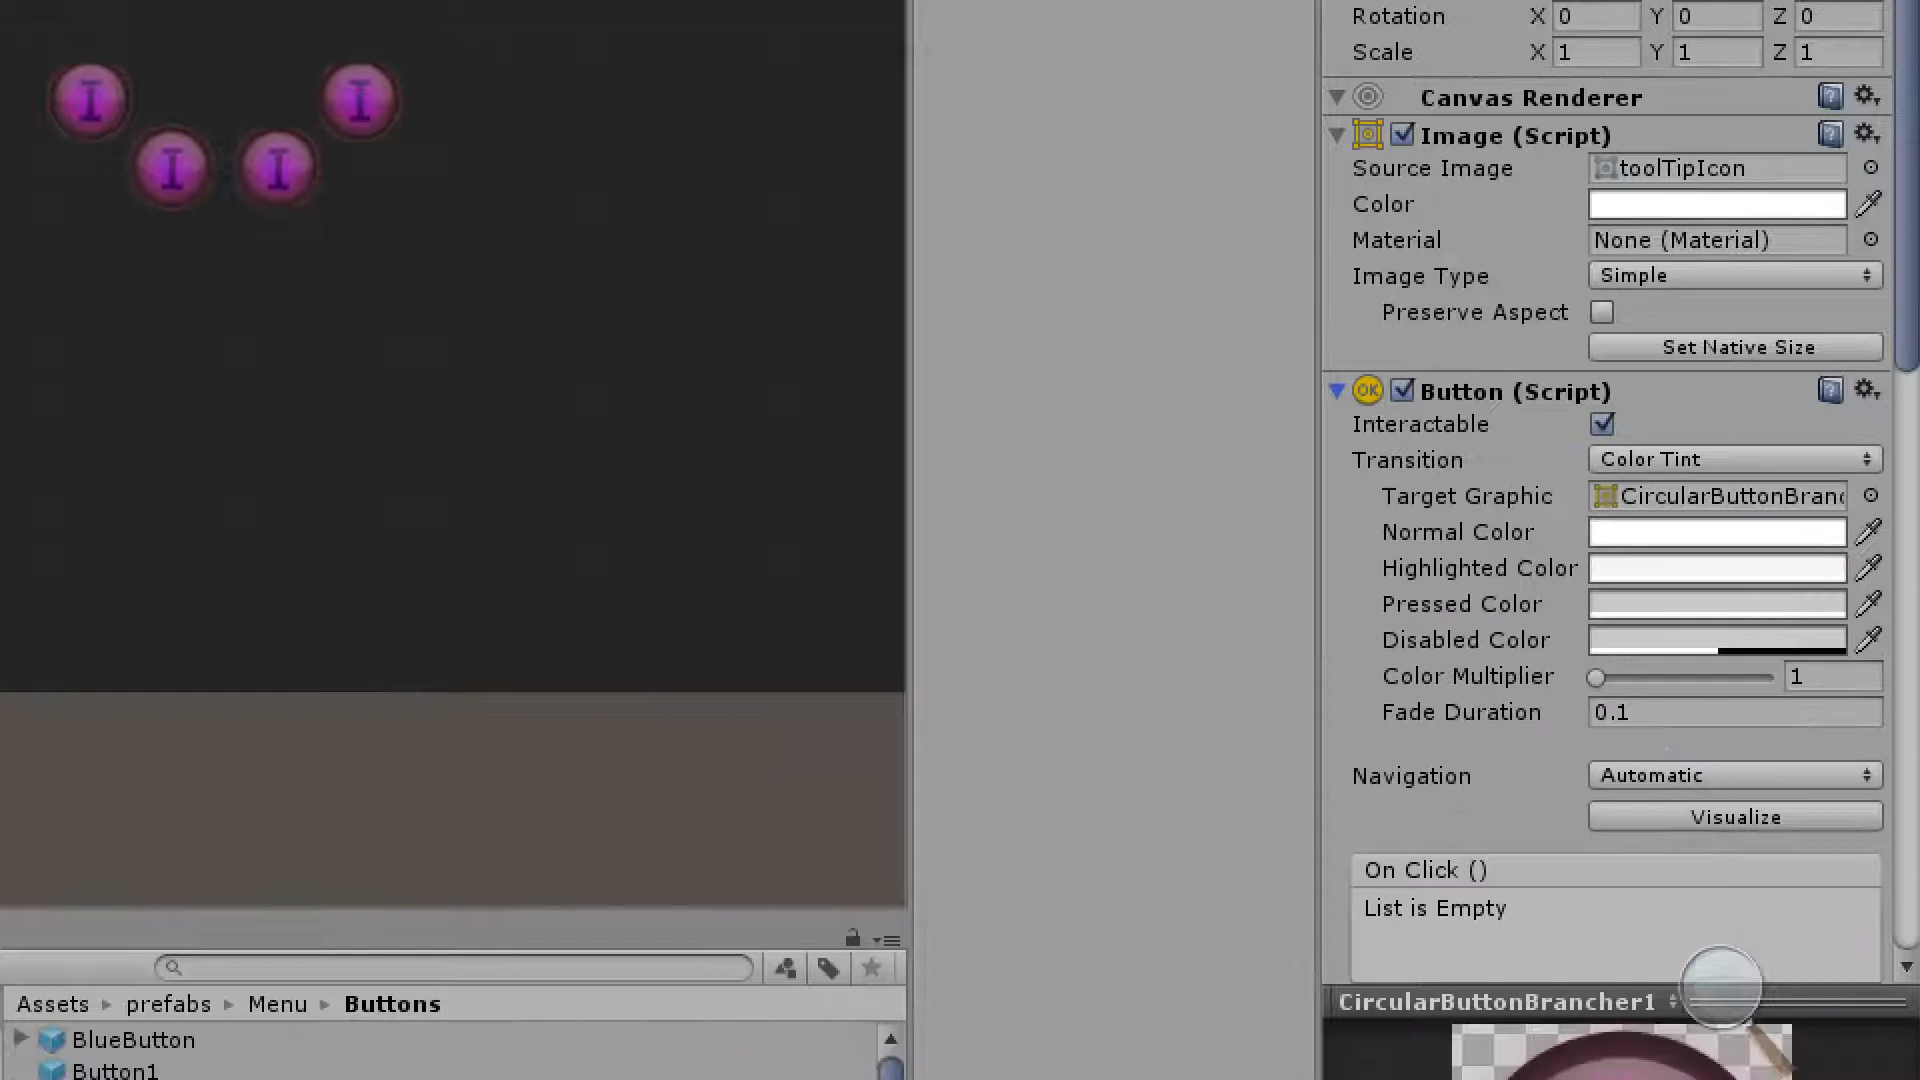 Rotation X 0 Y 0 Z 0
Scale X 1 Y 1 Z 1
Canvas Renderer
Image (Script)
Source Image toolTipIcon
Color
Material None (Material)
Image Type Simple
Preserve Aspect
Set Native Size
OK Button (Script)
Interactable
Transition Color Tint
Target Graphic CircularButtonBranc
Normal Color
Highlighted Color
Pressed Color
Disabled Color
Color Multiplier 1
Fade Duration 0.1
Navigation Automatic
Visualize
On Click ()
List is Empty
CircularButtonBrancher1
I I
I I
Assets prefabs Menu Buttons
BlueButton
Button1